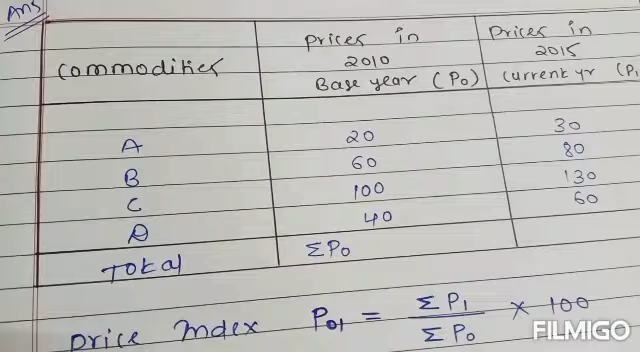 Ans
Commodities Prices in 2010 Base year (P0) Prices in 2015 Current yr (P1
A 20 30
B 60 80
C 100 130
D 40 60
Total ΣP0
Price Index P01 = ΣP1 / ΣP0 × 100
FILMIGO